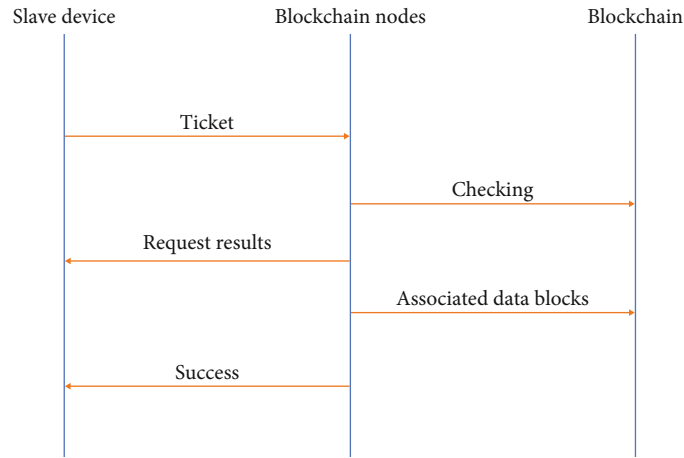 Slave device
Blockchain nodes
Blockchain
Ticket
Checking
Request results
Associated data blocks
Success